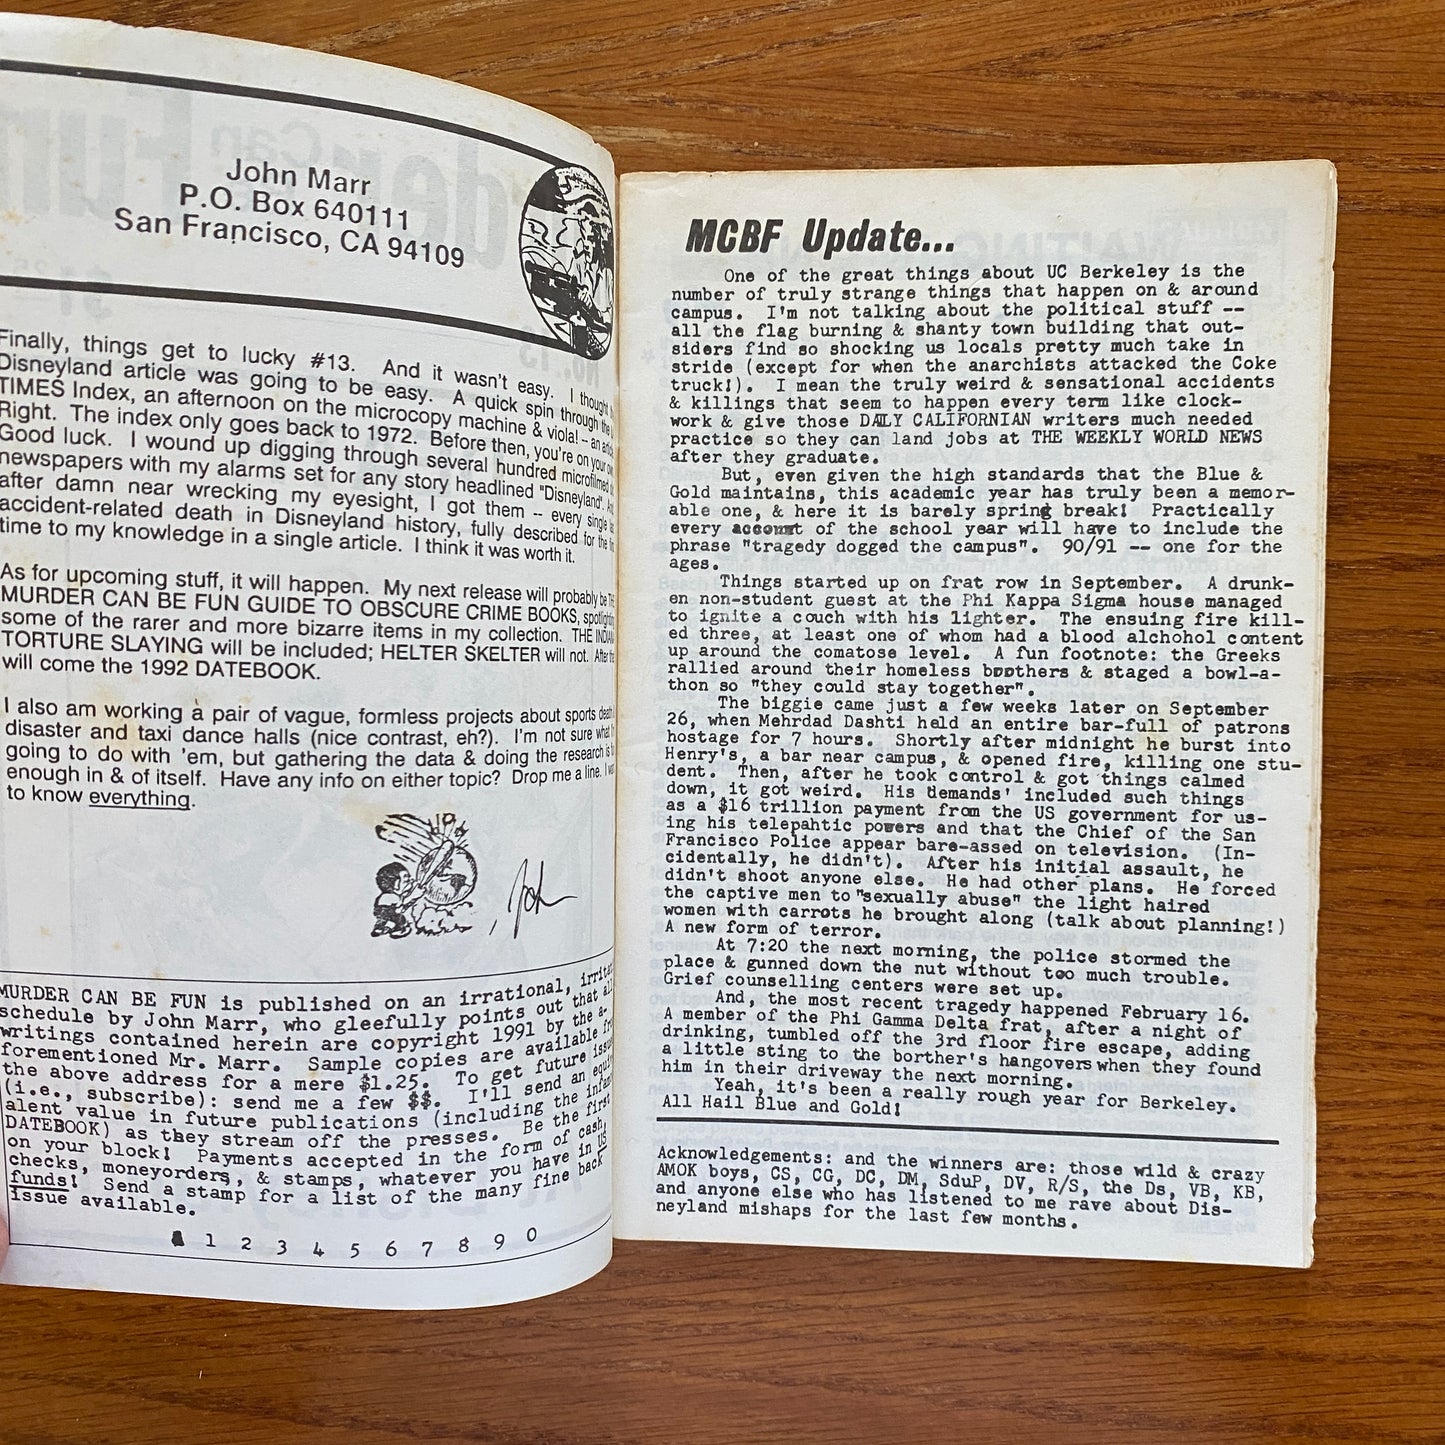 John Marr
P.O. Box 640111
San Francisco, CA 94109
Finally, things get to lucky #13. And it wasn't easy. I thought
Disneyland article was going to be easy. A quick spin through the
TIMES Index, an afternoon on the microcopy machine & viola! -- an article
Right. The index only goes back to 1972. Before then, you're on your own
Good luck. I wound up digging through several hundred microfilmed
newspapers with my alarms set for any story headlined "Disneyland". And
after damn near wrecking my eyesight, I got them -- every single
accident-related death in Disneyland history, fully described for the first
time to my knowledge in a single article. I think it was worth it.
As for upcoming stuff, it will happen. My next release will probably be THE
MURDER CAN BE FUN GUIDE TO OBSCURE CRIME BOOKS, spotlighting
some of the rarer and more bizarre items in my collection. THE INDIANA
TORTURE SLAYING will be included; HELTER SKELTER will not. After
will come the 1992 DATEBOOK.
I also am working a pair of vague, formless projects about sports death &
disaster and taxi dance halls (nice contrast, eh?). I'm not sure what
going to do with 'em, but gathering the data & doing the research is
enough in & of itself. Have any info on either topic? Drop me a line. I
to know everything.
, John
MURDER CAN BE FUN is published on an irrational,
schedule by John Marr, who gleefully points out that all
writings contained herein are copyright 1991 by the a-
forementioned Mr. Marr. Sample copies are available from
the above address for a mere $1.25. To get future issues
(i.e., subscribe): send me a few $$. I'll send an equiv-
alent value in future publications (including the infamous
DATEBOOK) as they stream off the presses. Be the first
on your block! Payments accepted in the form of cash,
checks, moneyorders, & stamps, whatever you have in US
funds! Send a stamp for a list of the many fine back
issue available.
1 2 3 4 5 6 7 8 9 0
MCBF Update...
One of the great things about UC Berkeley is the
number of truly strange things that happen on & around
campus. I'm not talking about the political stuff --
all the flag burning & shanty town building that out-
siders find so shocking us locals pretty much take in
stride (except for when the anarchists attacked the Coke
truck!). I mean the truly weird & sensational accidents
& killings that seem to happen every term like clock-
work & give those DAILY CALIFORNIAN writers much needed
practice so they can land jobs at THE WEEKLY WORLD NEWS
after they graduate.
But, even given the high standards that the Blue &
Gold maintains, this academic year has truly been a memor-
able one, & here it is barely spring break! Practically
every account of the school year will have to include the
phrase "tragedy dogged the campus". 90/91 -- one for the
ages.
Things started up on frat row in September. A drunk-
en non-student guest at the Phi Kappa Sigma house managed
to ignite a couch with his lighter. The ensuing fire kill-
ed three, at least one of whom had a blood alchohol content
up around the comatose level. A fun footnote: the Greeks
rallied around their homeless boothers & staged a bowl-a-
thon so "they could stay together".
The biggie came just a few weeks later on September
26, when Mehrdad Dashti held an entire bar-full of patrons
hostage for 7 hours. Shortly after midnight he burst into
Henry's, a bar near campus, & opened fire, killing one stu-
dent. Then, after he took control & got things calmed
down, it got weird. His demands' included such things
as a $16 trillion payment from the US government for us-
ing his telepahtic powers and that the Chief of the San
Francisco Police appear bare-assed on television. (In-
cidentally, he didn't). After his initial assault, he
didn't shoot anyone else. He had other plans. He forced
the captive men to "sexually abuse" the light haired
women with carrots he brought along (talk about planning!)
A new form of terror.
At 7:20 the next morning, the police stormed the
place & gunned down the nut without too much trouble.
Grief counselling centers were set up.
And, the most recent tragedy happened February 16.
A member of the Phi Gamma Delta frat, after a night of
drinking, tumbled off the 3rd floor fire escape, adding
a little sting to the borther's hangovers when they found
him in their driveway the next morning.
Yeah, it's been a really rough year for Berkeley.
All Hail Blue and Gold!
Acknowledgements: and the winners are: those wild & crazy
AMOK boys, CS, CG, DC, DM, SduP, DV, R/S, the Ds, VB, KB,
and anyone else who has listened to me rave about Dis-
neyland mishaps for the last few months.